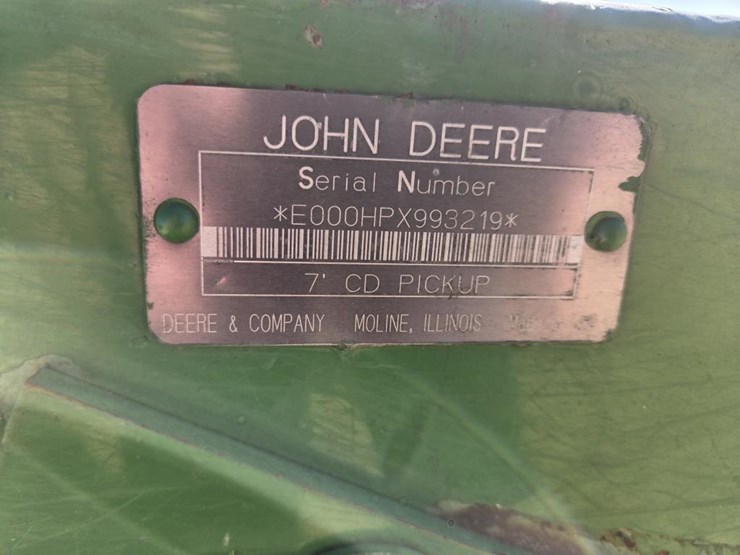 JOHN DEERE
Serial Number
*E000HPX993219*
7' CD PICKUP
DEERE & COMPANY MOLINE, ILLINOIS